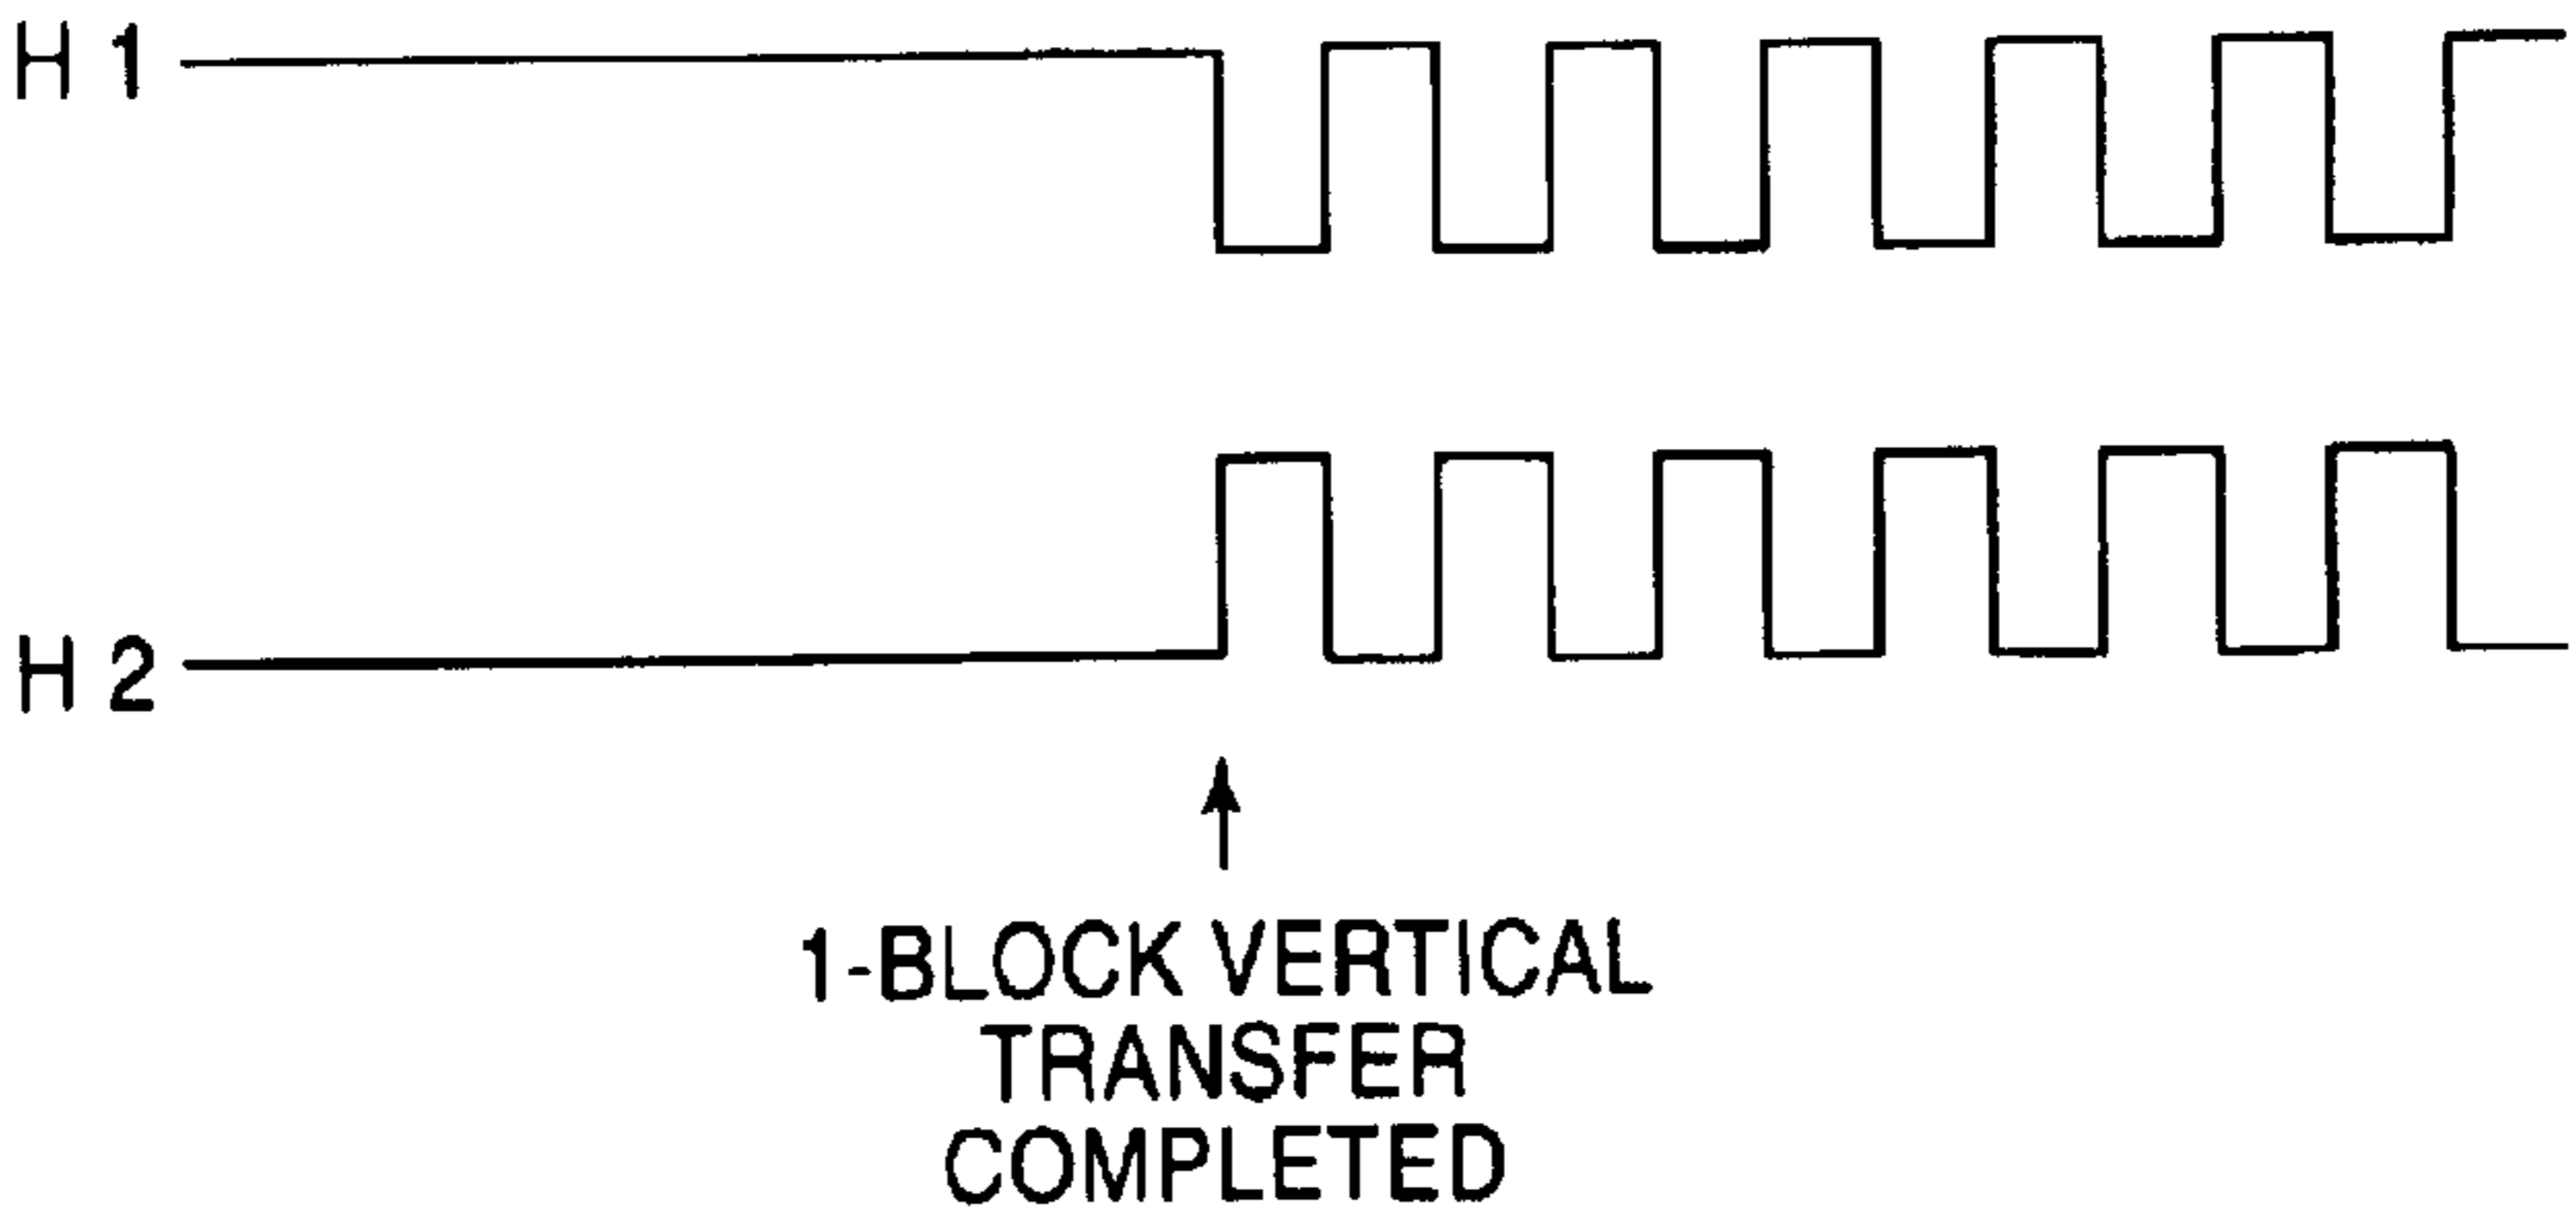 H 1
H 2
1-BLOCK VERTICAL
TRANSFER
COMPLETED